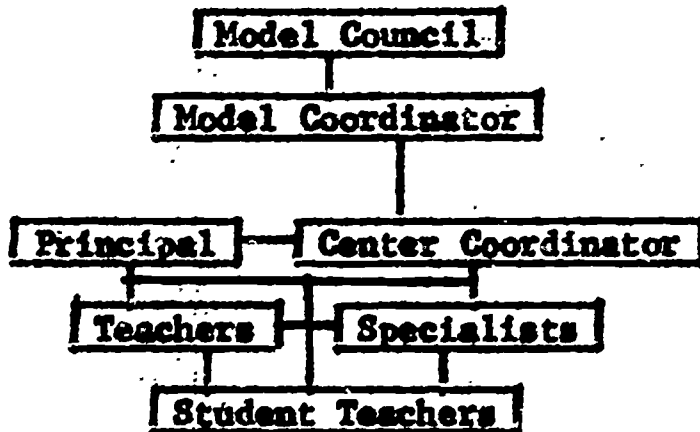 Model Council
Model Coordinator
Principal
Center Coordinator
Teachers
Specialists
Student Teachers